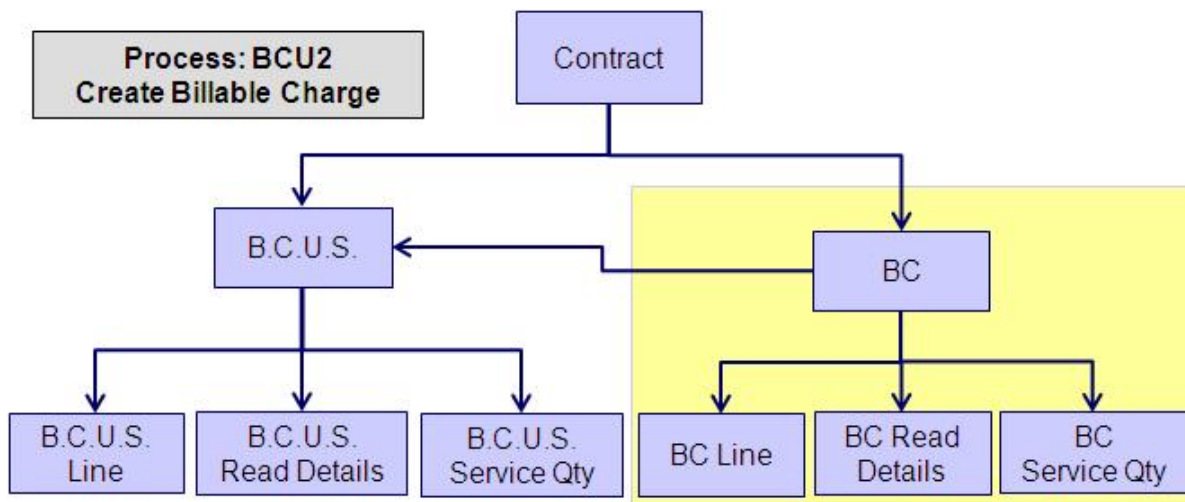 Process: BCU2
Create Billable Charge
Contract
B.C.U.S.
BC
B.C.U.S.
Line
B.C.U.S.
Read Details
B.C.U.S.
Service Qty
BC Line
BC Read
Details
BC
Service Qty